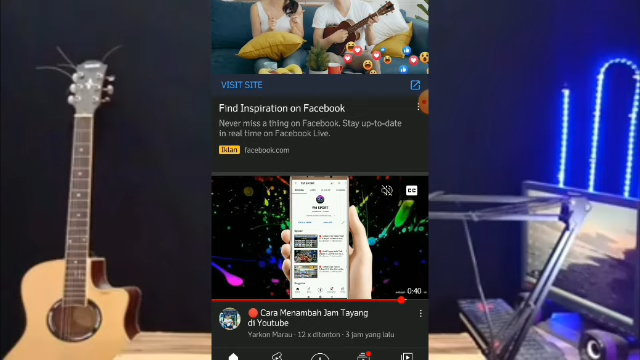 VISIT SITE
Find Inspiration on Facebook
Never miss a thing on Facebook. Stay up-to-date
in real time on Facebook Live.
Iklan facebook.com
CC
0:40
🔴 Cara Menambah Jam Tayang
di Youtube
Yarkon Marau · 12 x ditonton · 3 jam yang lalu